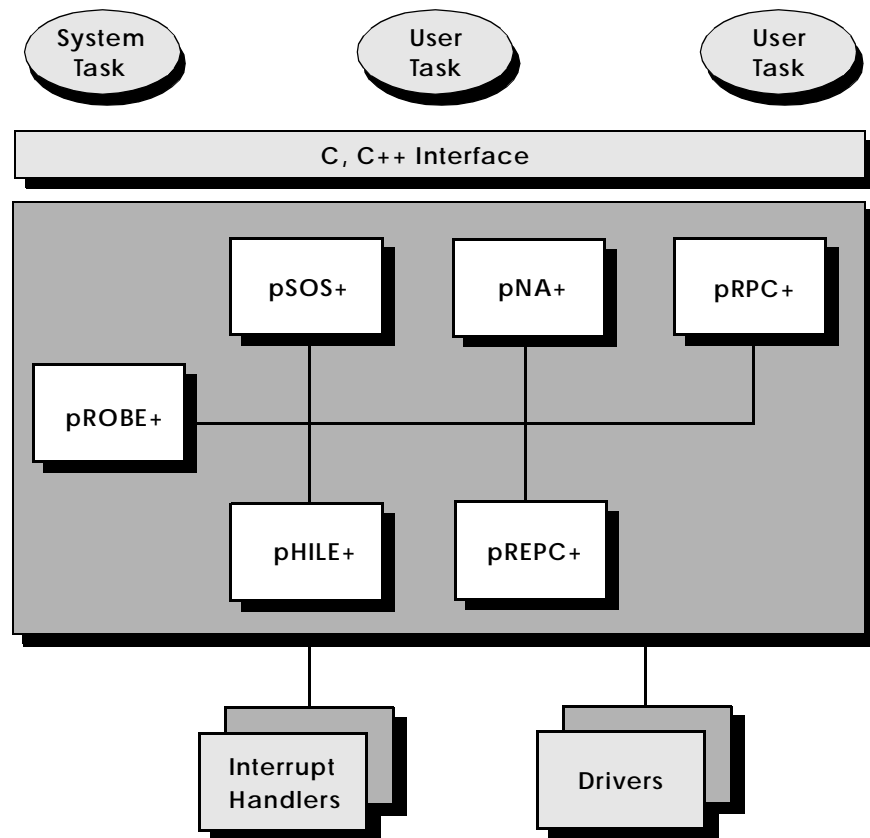 System
Task
User
Task
User
Task
C, C++ Interface
pSOS+
pNA+
pRPC+
pROBE+
pHILE+
pREPC+
Interrupt
Handlers
Drivers